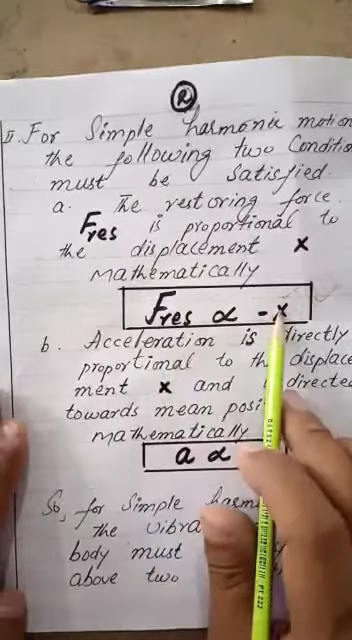 R
II. For Simple harmonic motion
the following two Conditio
must be Satisfied.
a. The restoring force.
Fres is proportional to
the displacement x
Mathematically
Fres ∝ -x
b. Acceleration is directly
proportional to the displace
ment x and directed
towards mean posi
Mathematically
a ∝
So, for Simple harm
the vibra
body must
above two